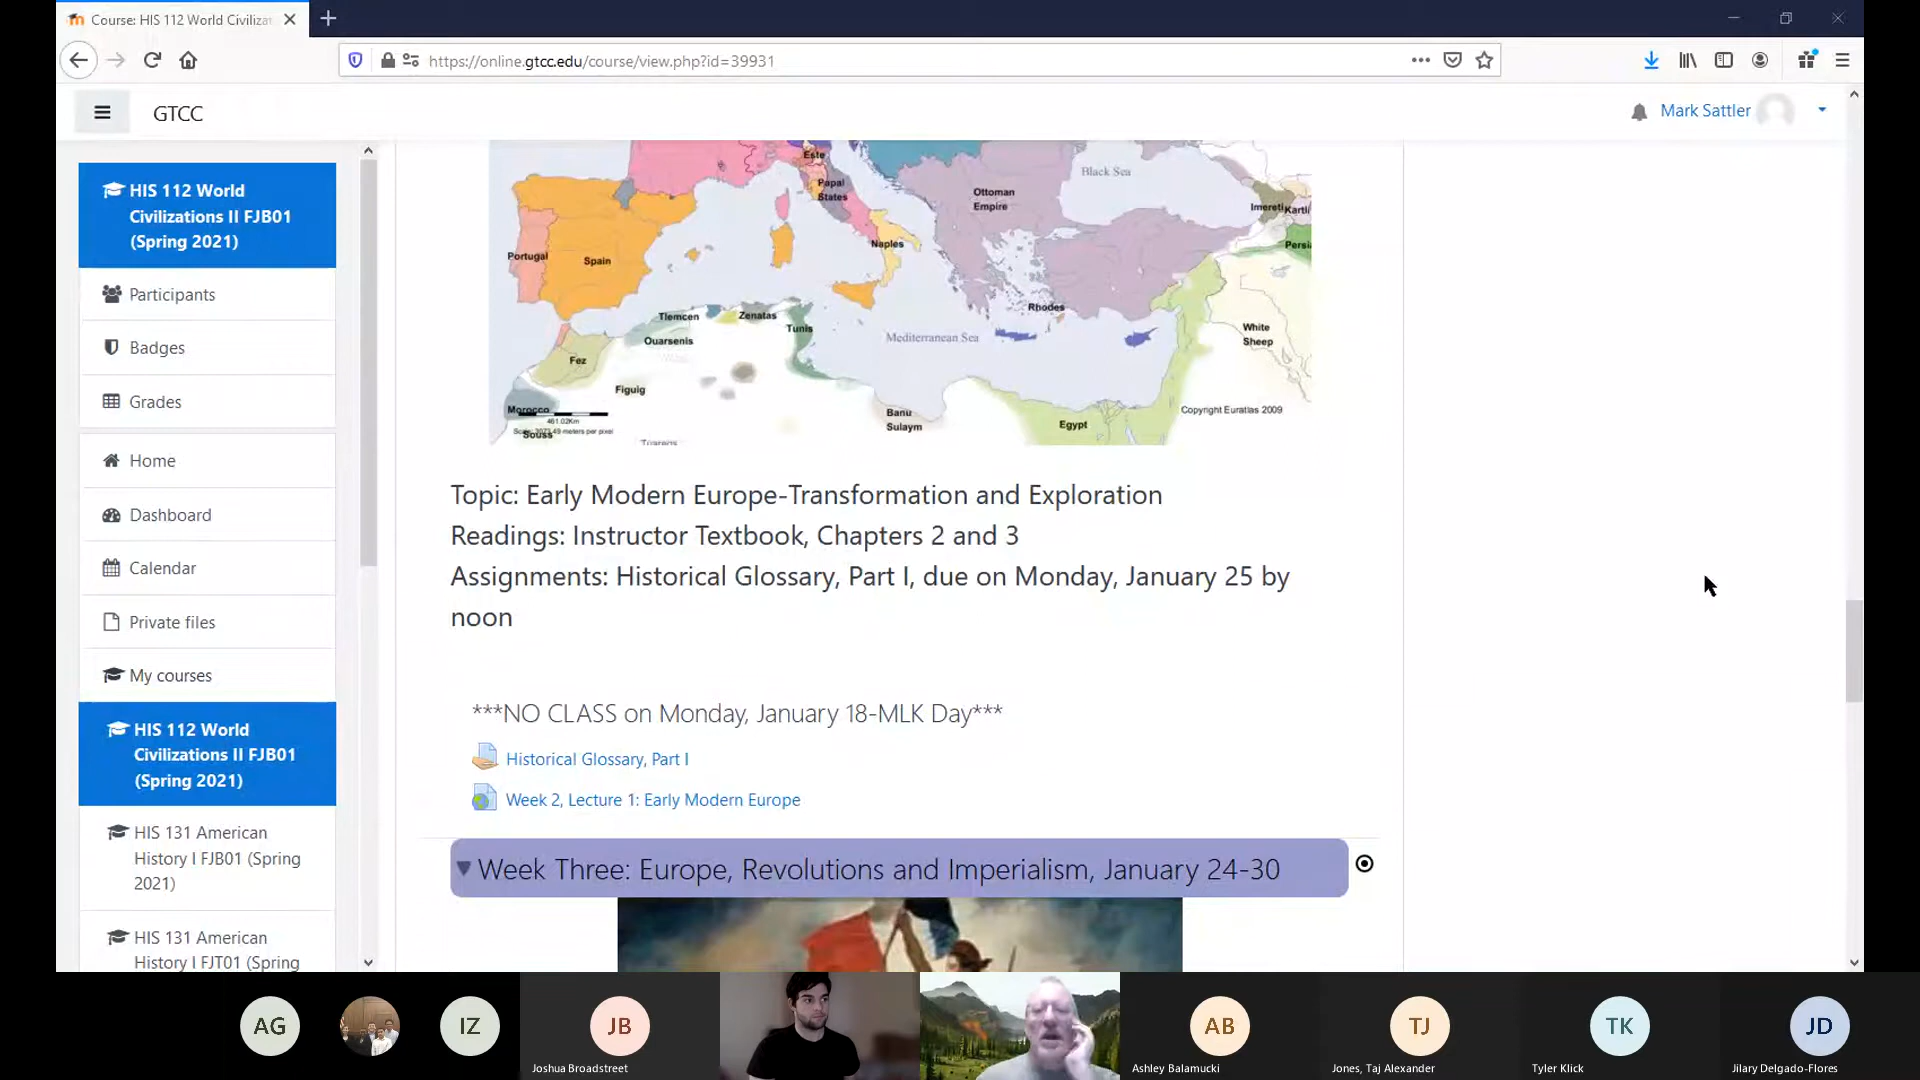 Course: HIS 112 World Civilizat
https://online.gtcc.edu/course/view.php?id=39931
GTCC
Mark Sattler
HIS 112 World
Civilizations II FJB01
(Spring 2021)
Participants
Badges
Grades
Home
Dashboard
Calendar
Private files
My courses
HIS 112 World
Civilizations II FJB01
(Spring 2021)
HIS 131 American
History I FJB01 (Spring
2021)
HIS 131 American
History I FJT01 (Spring
Este
Papal
States
Black Sea
Ottoman
Empire
Imereti
Kartli
Persia
Naples
Portugal
Spain
Rhodes
Tlemcen
Zenatas
Tunis
Ouarsenis
Mediterranean Sea
White
Sheep
Fez
Figuig
Morocco
461.02Km
Souss
Banu
Sulaym
Egypt
Copyright Euratlas 2009
Tuaregs
Topic: Early Modern Europe-Transformation and Exploration
Readings: Instructor Textbook, Chapters 2 and 3
Assignments: Historical Glossary, Part I, due on Monday, January 25 by
noon
***NO CLASS on Monday, January 18-MLK Day***
Historical Glossary, Part I
Week 2, Lecture 1: Early Modern Europe
Week Three: Europe, Revolutions and Imperialism, January 24-30
AG
IZ
JB
Joshua Broadstreet
AB
Ashley Balamucki
TJ
Jones, Taj Alexander
TK
Tyler Klick
JD
Jilary Delgado-Flores